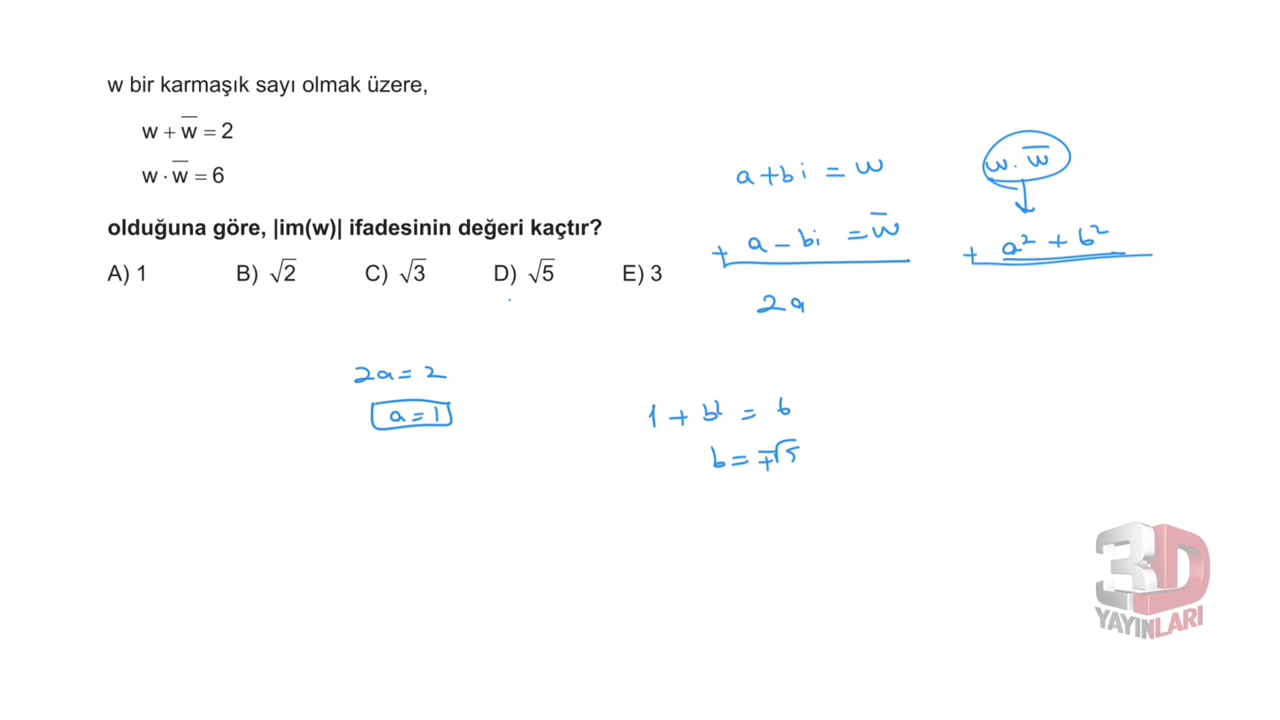 w bir karmaşık sayı olmak üzere,
w + w̅ = 2
w · w̅ = 6
olduğuna göre, |im(w)| ifadesinin değeri kaçtır?
A) 1 B) √2 C) √3 D) √5 E) 3
a + bi = w
+ a - bi = w̅
2a
w · w̅
+ a² + b²
2a = 2
a = 1
1 + b² = 6
b = ∓√5
3D
YAYINLARI